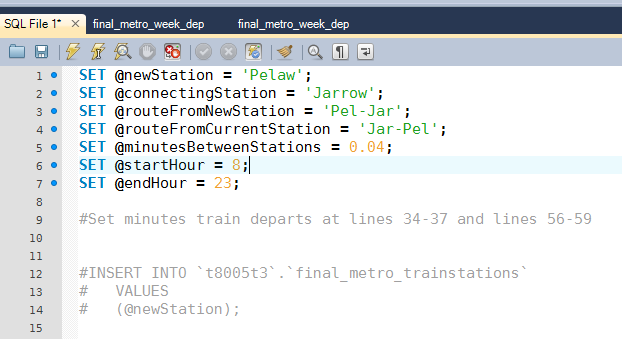 SQL File 1* × final_metro_week_dep final_metro_week_dep
1 SET @newStation = 'Pelaw';
2 SET @connectingStation = 'Jarrow';
3 SET @routeFromNewStation = 'Pel-Jar';
4 SET @routeFromCurrentStation = 'Jar-Pel';
5 SET @minutesBetweenStations = 0.04;
6 SET @startHour = 8;
7 SET @endHour = 23;
8
9 #Set minutes train departs at lines 34-37 and lines 56-59
10
11
12 #INSERT INTO `t8005t3`.`final_metro_trainstations`
13 # VALUES
14 # (@newStation);
15